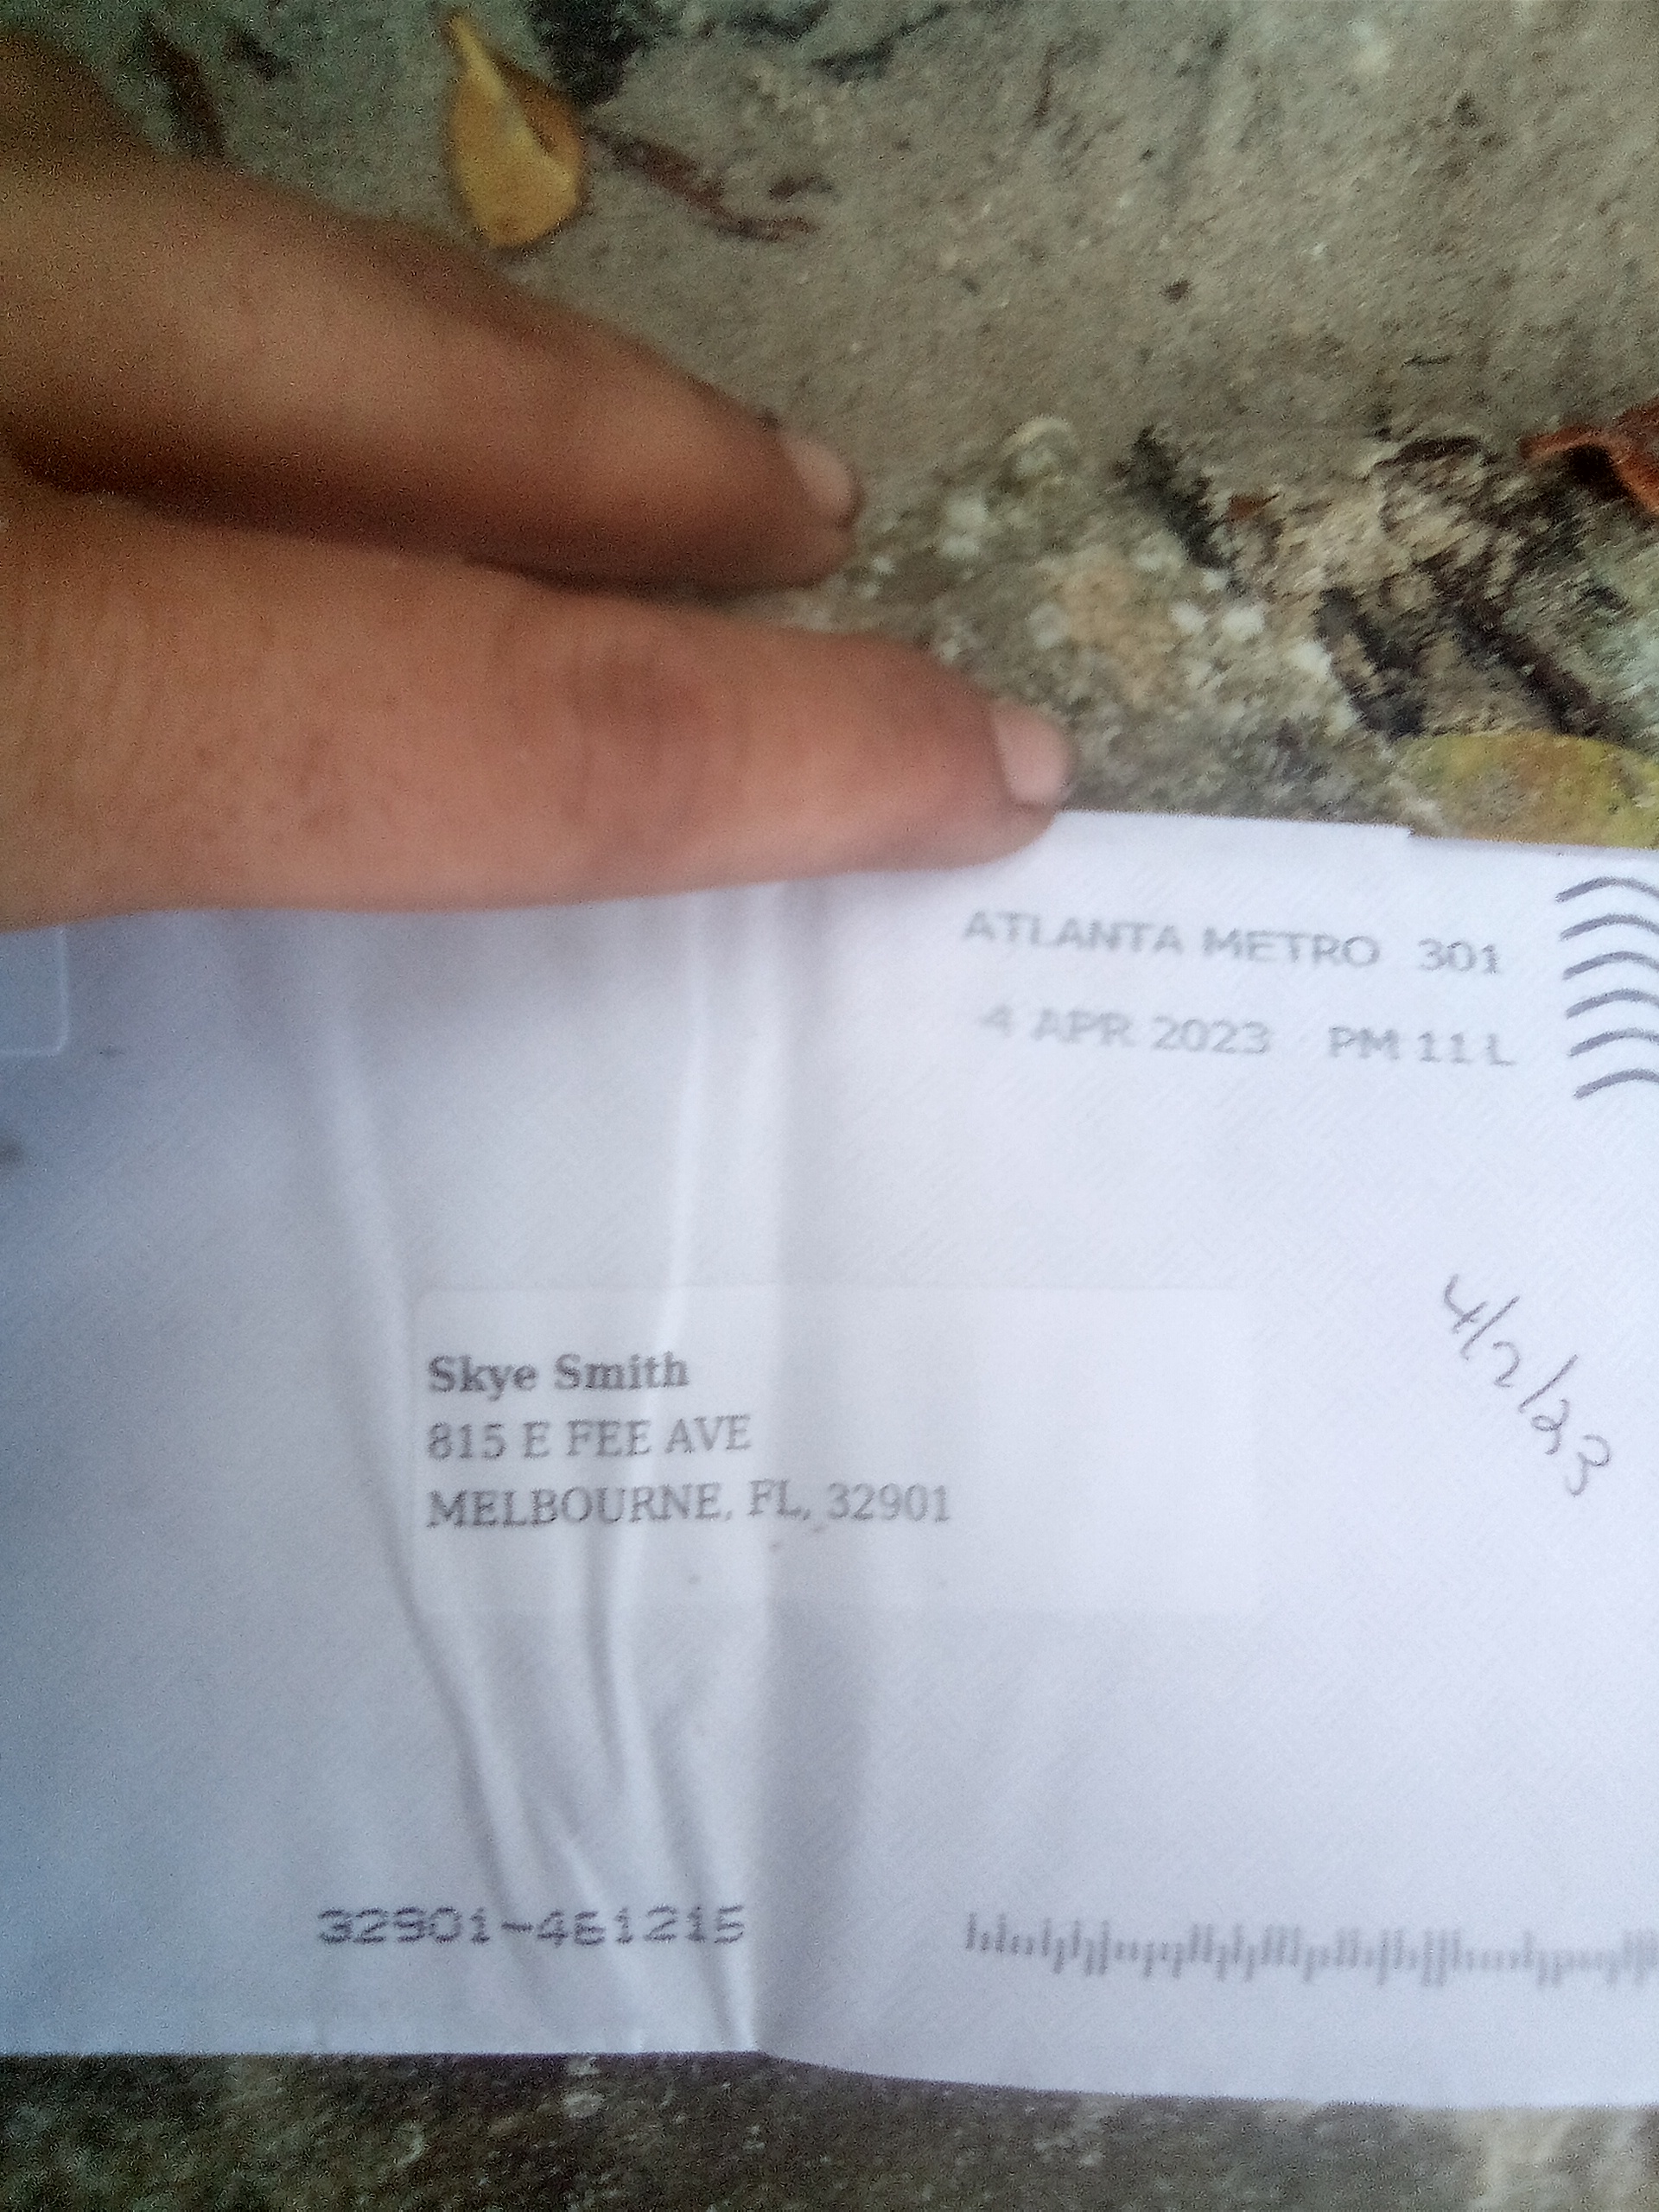 ATLANTA METRO 301
4 APR 2023 PM 11 L
4/2/23
Skye Smith
815 E FEE AVE
MELBOURNE, FL, 32901
32901-461215